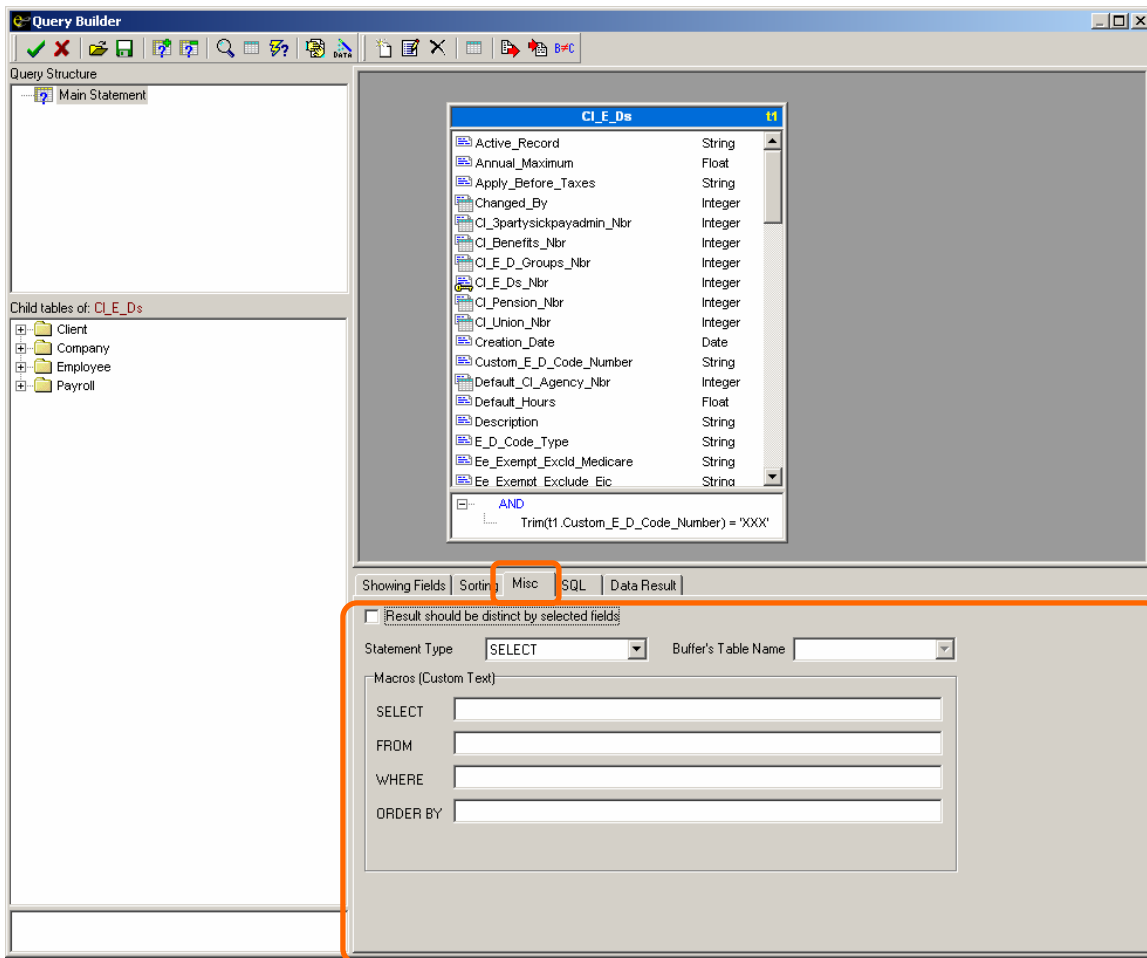 Query Builder
DATA
B≠C
Query Structure
Main Statement
Child tables of: Cl_E_Ds
Client
Company
Employee
Payroll
Cl_E_Ds t1
Active_Record String
Annual_Maximum Float
Apply_Before_Taxes String
Changed_By Integer
Cl_3partysickpayadmin_Nbr Integer
Cl_Benefits_Nbr Integer
Cl_E_D_Groups_Nbr Integer
Cl_E_Ds_Nbr Integer
Cl_Pension_Nbr Integer
Cl_Union_Nbr Integer
Creation_Date Date
Custom_E_D_Code_Number String
Default_Cl_Agency_Nbr Integer
Default_Hours Float
Description String
E_D_Code_Type String
Ee_Exempt_Excld_Medicare String
Ee_Exempt_Exclude_Eic String
AND
Trim(t1.Custom_E_D_Code_Number) = 'XXX'
Showing Fields Sorting Misc SQL Data Result
Result should be distinct by selected fields
Statement Type SELECT Buffer's Table Name
Macros (Custom Text)
SELECT
FROM
WHERE
ORDER BY